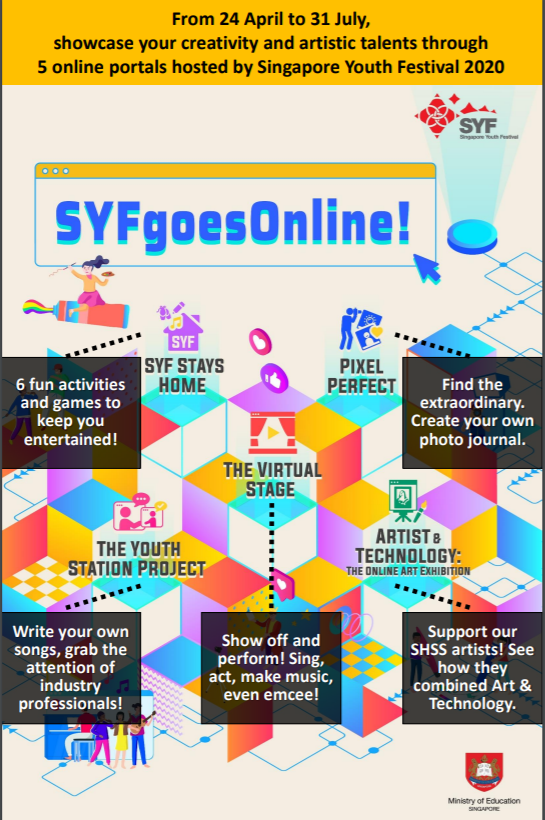 From 24 April to 31 July,
showcase your creativity and artistic talents through
5 online portals hosted by Singapore Youth Festival 2020
SYF
Singapore Youth Festival
SYFgoesOnline!
SYF
SYF STAYS
HOME
PIXEL
PERFECT
6 fun activities
and games to
keep you
entertained!
Find the
extraordinary.
Create your own
photo journal.
THE VIRTUAL
STAGE
THE YOUTH
STATION PROJECT
ARTIST &
TECHNOLOGY:
THE ONLINE ART EXHIBITION
Write your own
songs, grab the
attention of
industry
professionals!
Show off and
perform! Sing,
act, make music,
even emcee!
Support our
SHSS artists! See
how they
combined Art &
Technology.
Ministry of Education
SINGAPORE